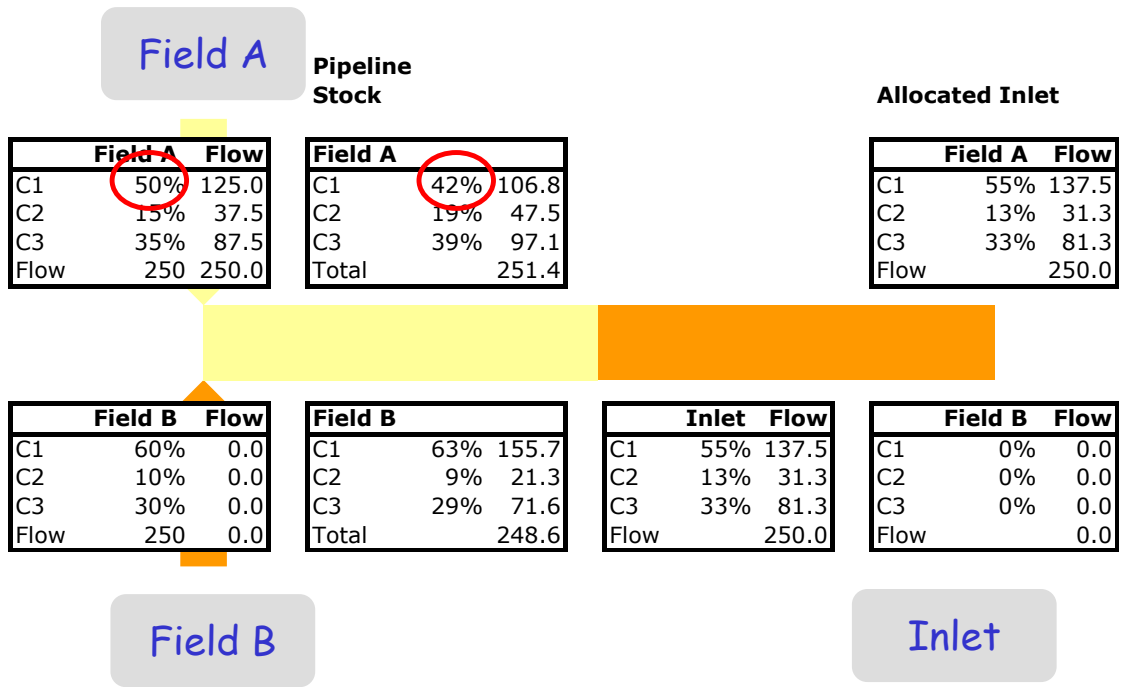 Field A
Pipeline
Stock
Allocated Inlet
Field A Flow
C1 50% 125.0
C2 15% 37.5
C3 35% 87.5
Flow 250 250.0
Field A
C1 42% 106.8
C2 19% 47.5
C3 39% 97.1
Total 251.4
Field A Flow
C1 55% 137.5
C2 13% 31.3
C3 33% 81.3
Flow 250.0
Field B Flow
C1 60% 0.0
C2 10% 0.0
C3 30% 0.0
Flow 250 0.0
Field B
C1 63% 155.7
C2 9% 21.3
C3 29% 71.6
Total 248.6
Inlet Flow
C1 55% 137.5
C2 13% 31.3
C3 33% 81.3
Flow 250.0
Field B Flow
C1 0% 0.0
C2 0% 0.0
C3 0% 0.0
Flow 0.0
Field B
Inlet